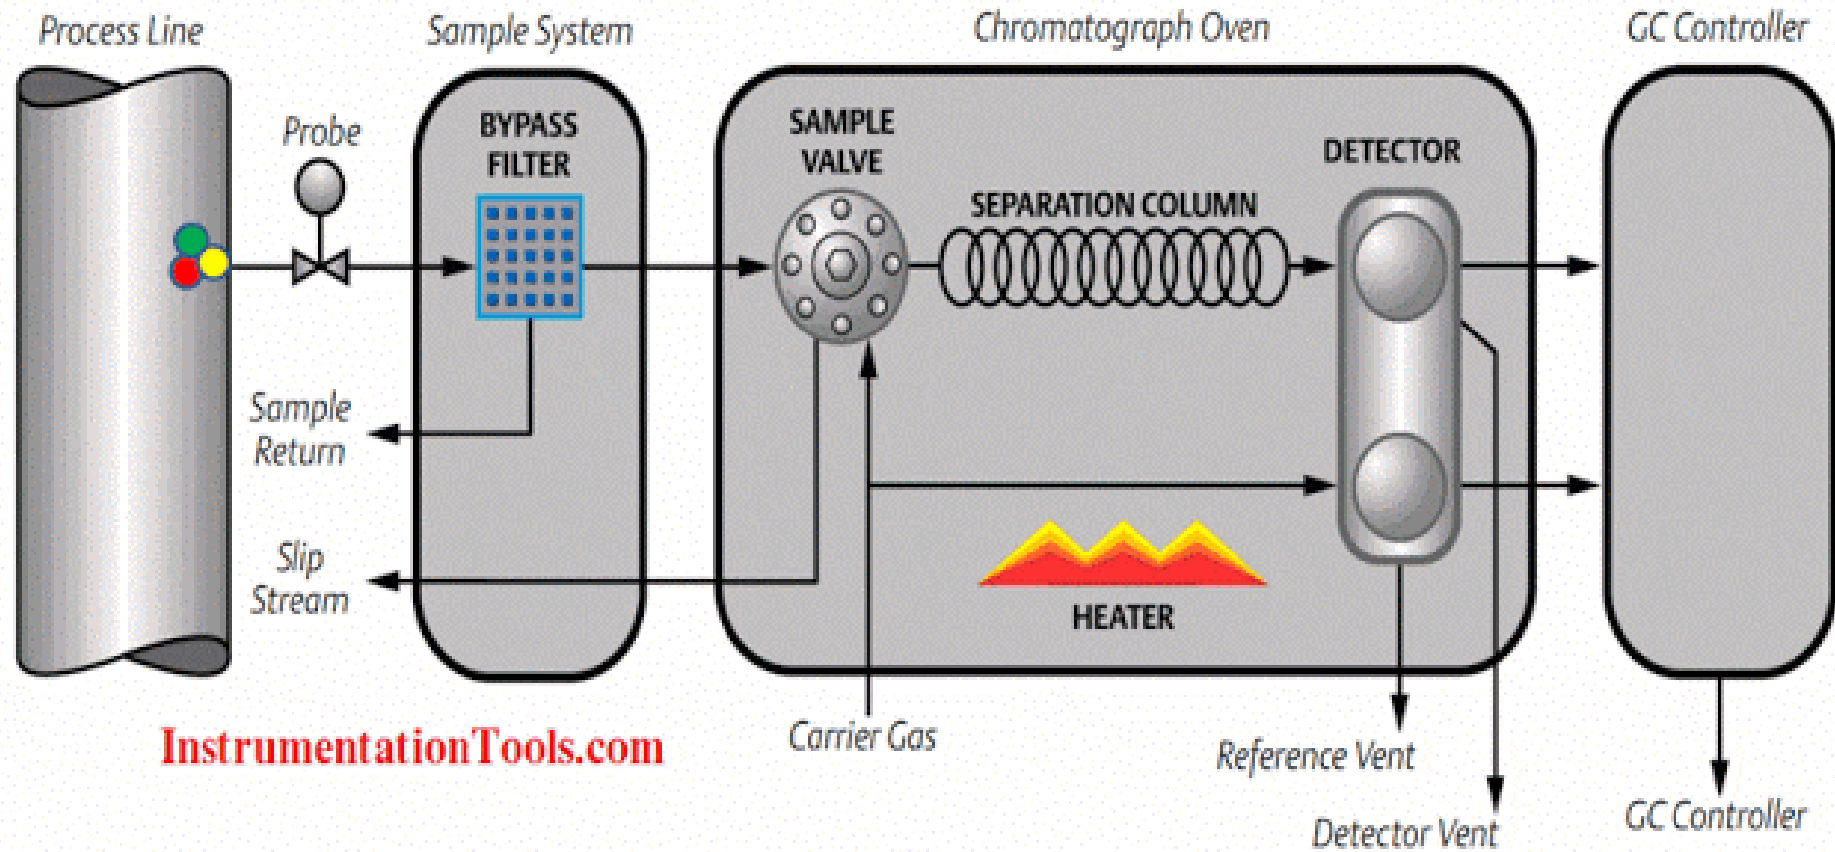 Process Line
Sample System
Chromatograph Oven
GC Controller
Probe
BYPASS
FILTER
SAMPLE
VALVE
SEPARATION COLUMN
DETECTOR
Sample
Return
Slip
Stream
HEATER
InstrumentationTools.com
Carrier Gas
Reference Vent
Detector Vent
GC Controller